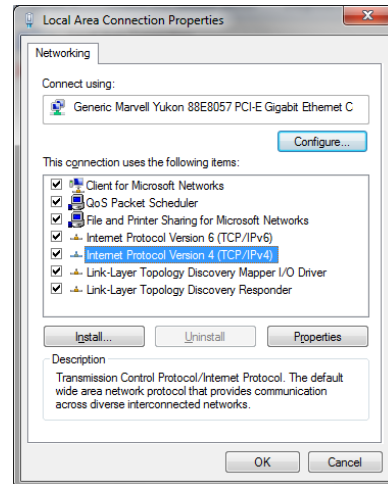 Local Area Connection Properties
Networking
Connect using:
Generic Marvell Yukon 88E8057 PCI-E Gigabit Ethernet C
Configure...
This connection uses the following items:
Client for Microsoft Networks
QoS Packet Scheduler
File and Printer Sharing for Microsoft Networks
Internet Protocol Version 6 (TCP/IPv6)
Internet Protocol Version 4 (TCP/IPv4)
Link-Layer Topology Discovery Mapper I/O Driver
Link-Layer Topology Discovery Responder
Install... Uninstall Properties
Description
Transmission Control Protocol/Internet Protocol. The default
wide area network protocol that provides communication
across diverse interconnected networks.
OK Cancel